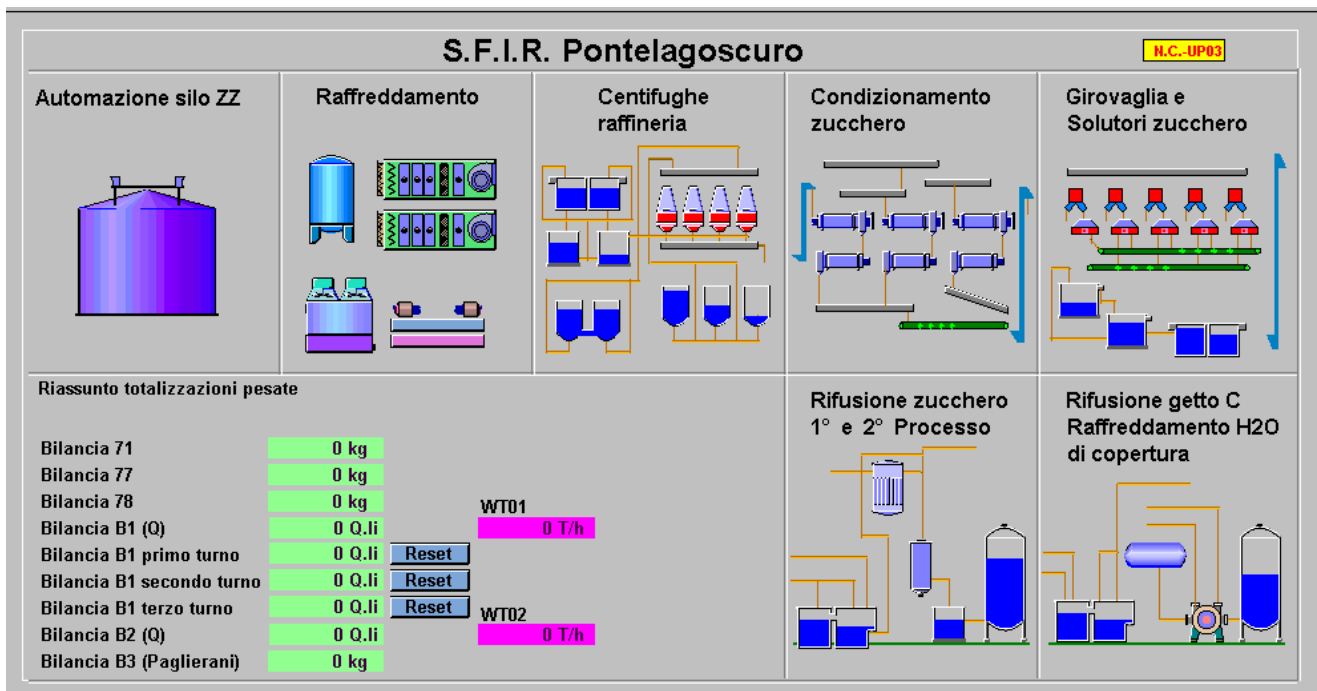 S.F.I.R. Pontelagoscuro
N.C.-UP03
Automazione silo ZZ
Raffreddamento
Centifughe
raffineria
Condizionamento
zucchero
Girovaglia e
Solutori zucchero
Riassunto totalizzazioni pesate
Bilancia 71 0 kg
Bilancia 77 0 kg
Bilancia 78 0 kg
WT01
Bilancia B1 (Q) 0 Q.li 0 T/h
Bilancia B1 primo turno 0 Q.li Reset
Bilancia B1 secondo turno 0 Q.li Reset
Bilancia B1 terzo turno 0 Q.li Reset
WT02
Bilancia B2 (Q) 0 Q.li 0 T/h
Bilancia B3 (Paglierani) 0 kg
Rifusione zucchero
1° e 2° Processo
Rifusione getto C
Raffreddamento H2O
di copertura